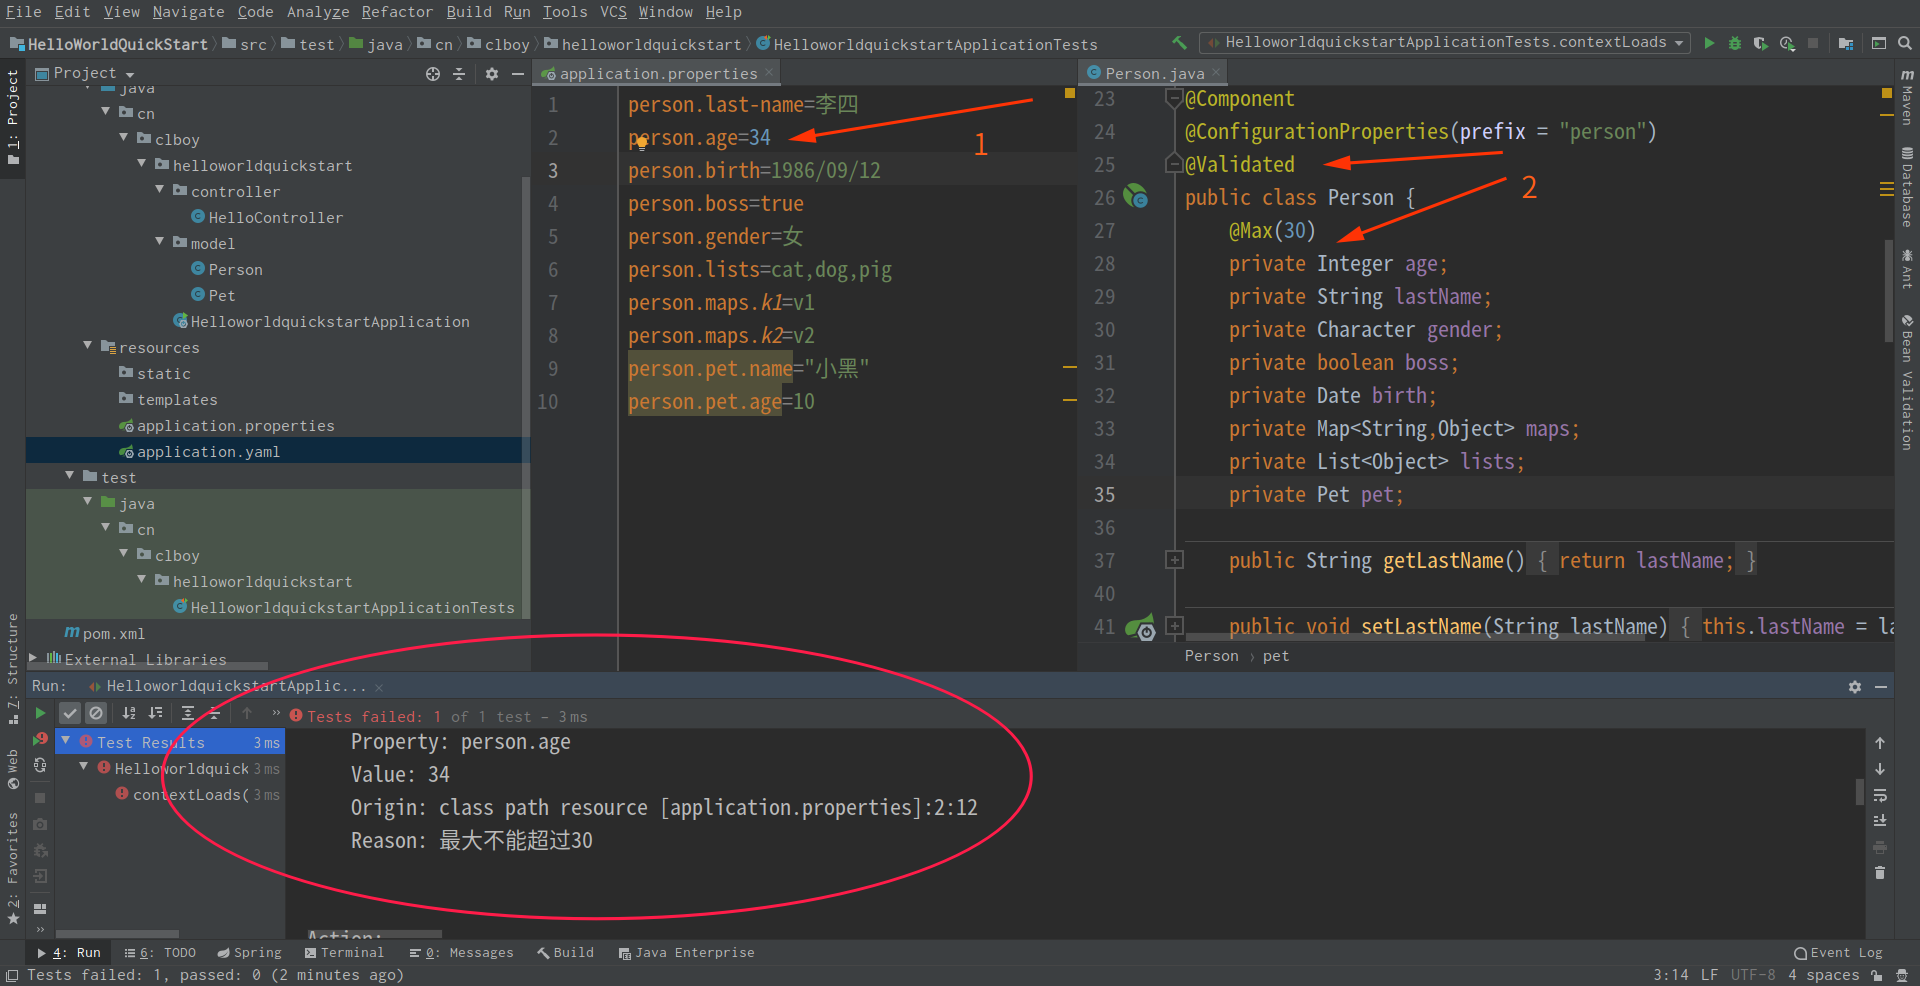 File Edit View Navigate Code Analyze Refactor Build Run Tools VCS Window Help
HelloWorldQuickStart src test java cn clboy helloworldquickstart HelloworldquickstartApplicationTests HelloworldquickstartApplicationTests.contextLoads
1: Project
7: Structure
Web
2: Favorites
Project
java
cn
clboy
helloworldquickstart
controller
HelloController
model
Person
Pet
HelloworldquickstartApplication
resources
static
templates
application.properties
application.yaml
test
java
cn
clboy
helloworldquickstart
HelloworldquickstartApplicationTests
pom.xml
External Libraries
application.properties
1 person.last-name=李四
2 person.age=34
3 person.birth=1986/09/12
4 person.boss=true
5 person.gender=女
6 person.lists=cat,dog,pig
7 person.maps.k1=v1
8 person.maps.k2=v2
9 person.pet.name="小黑"
10 person.pet.age=10
1
Person.java
23 @Component
24 @ConfigurationProperties(prefix = "person")
25 @Validated
26 public class Person {
27 @Max(30)
28 private Integer age;
29 private String lastName;
30 private Character gender;
31 private boolean boss;
32 private Date birth;
33 private Map<String,Object> maps;
34 private List<Object> lists;
35 private Pet pet;
36
37 public String getLastName() { return lastName; }
40
41 public void setLastName(String lastName) { this.lastName = la
2
Person › pet
Maven
Database
Ant
Bean Validation
Run: HelloworldquickstartApplic...
Tests failed: 1 of 1 test – 3 ms
Test Results 3 ms
Helloworldquick 3 ms
contextLoads( 3 ms
Property: person.age
Value: 34
Origin: class path resource [application.properties]:2:12
Reason: 最大不能超过30
Action:
4: Run 6: TODO Spring Terminal 0: Messages Build Java Enterprise Event Log
Tests failed: 1, passed: 0 (2 minutes ago) 3:14 LF UTF-8 4 spaces